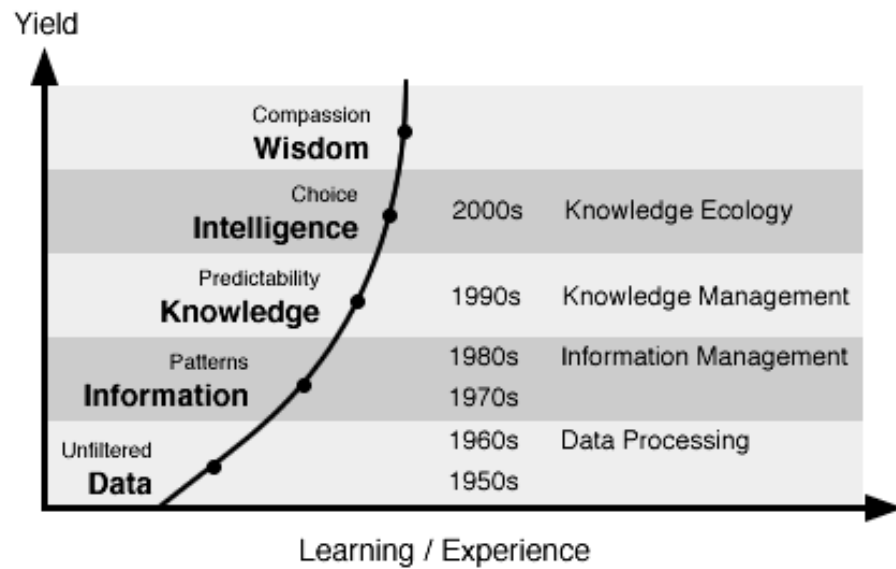 Yield
Compassion
Wisdom
Choice
Intelligence
2000s Knowledge Ecology
Predictability
Knowledge
1990s Knowledge Management
Patterns
Information
1980s Information Management
1970s
Unfiltered
Data
1960s Data Processing
1950s
Learning / Experience